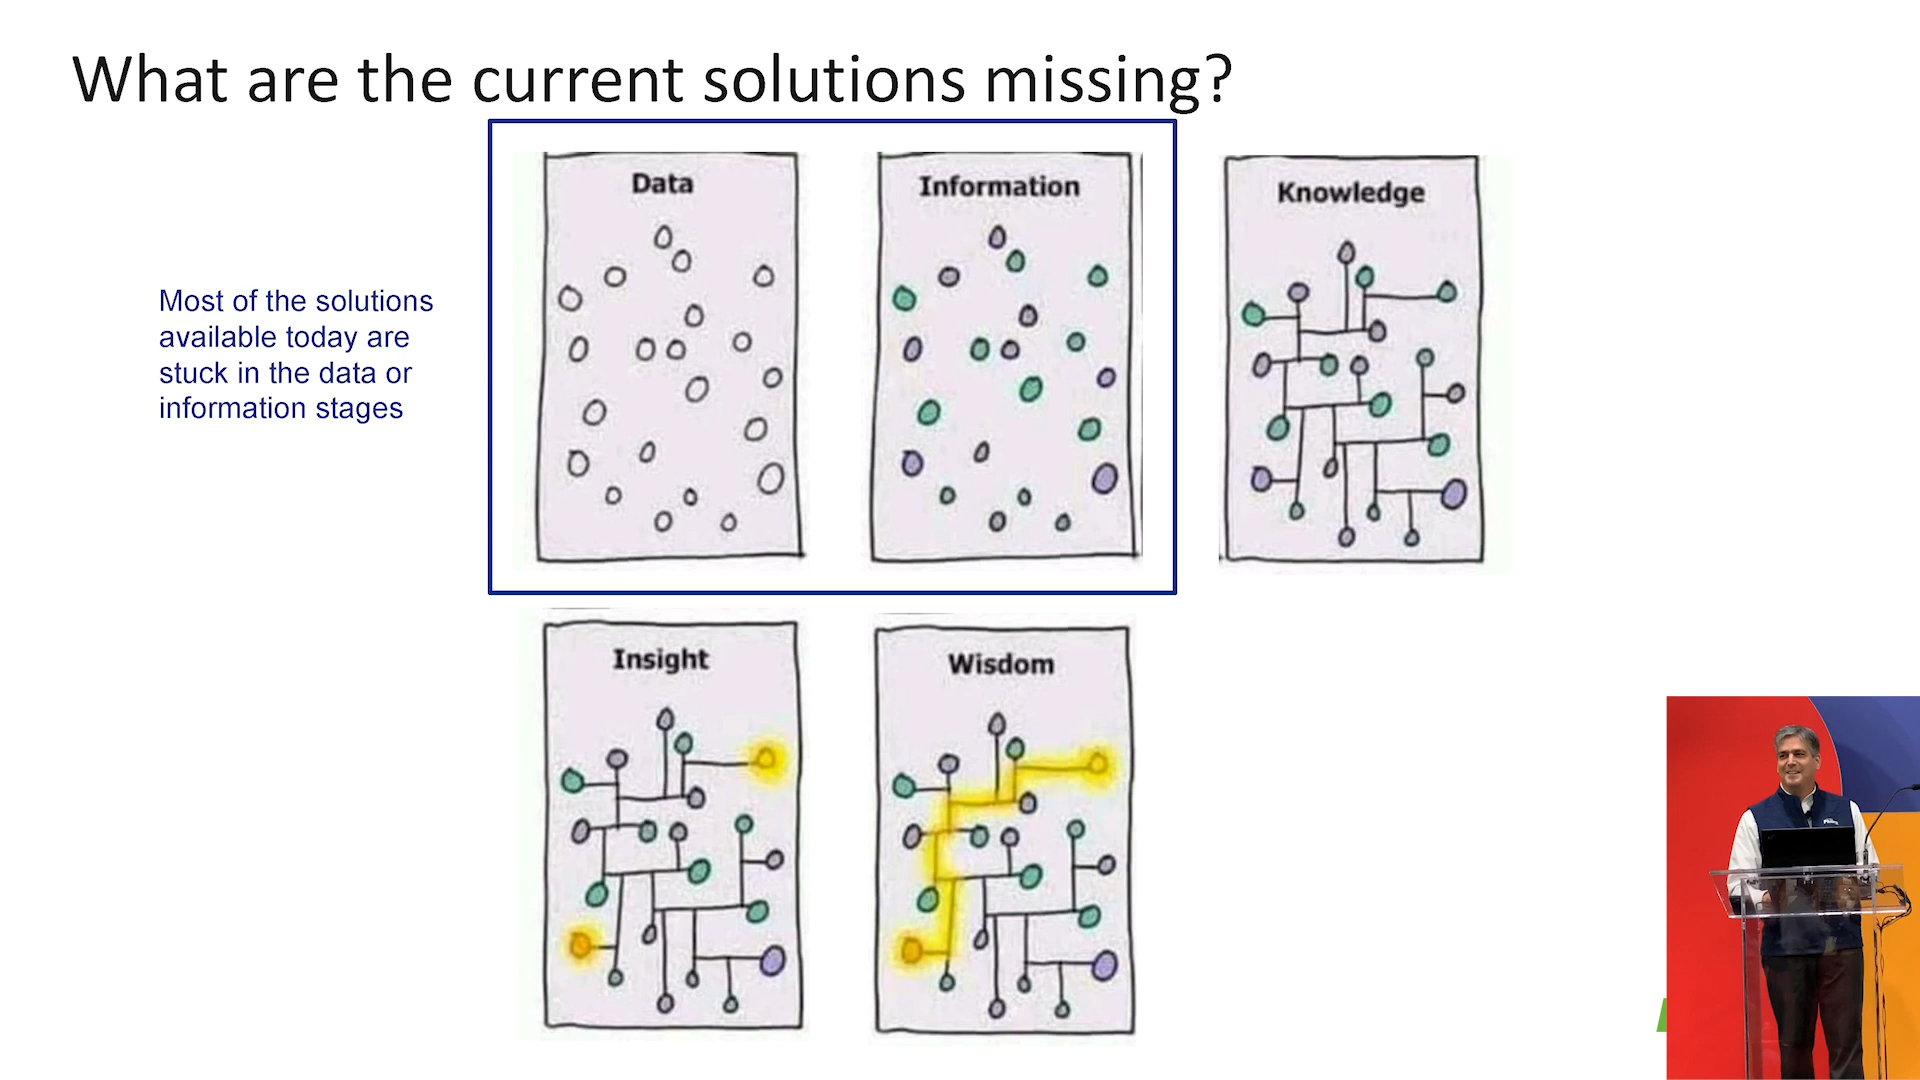 What are the current solutions missing?
Data
Information
Knowledge
Most of the solutions
available today are
stuck in the data or
information stages
Insight
Wisdom